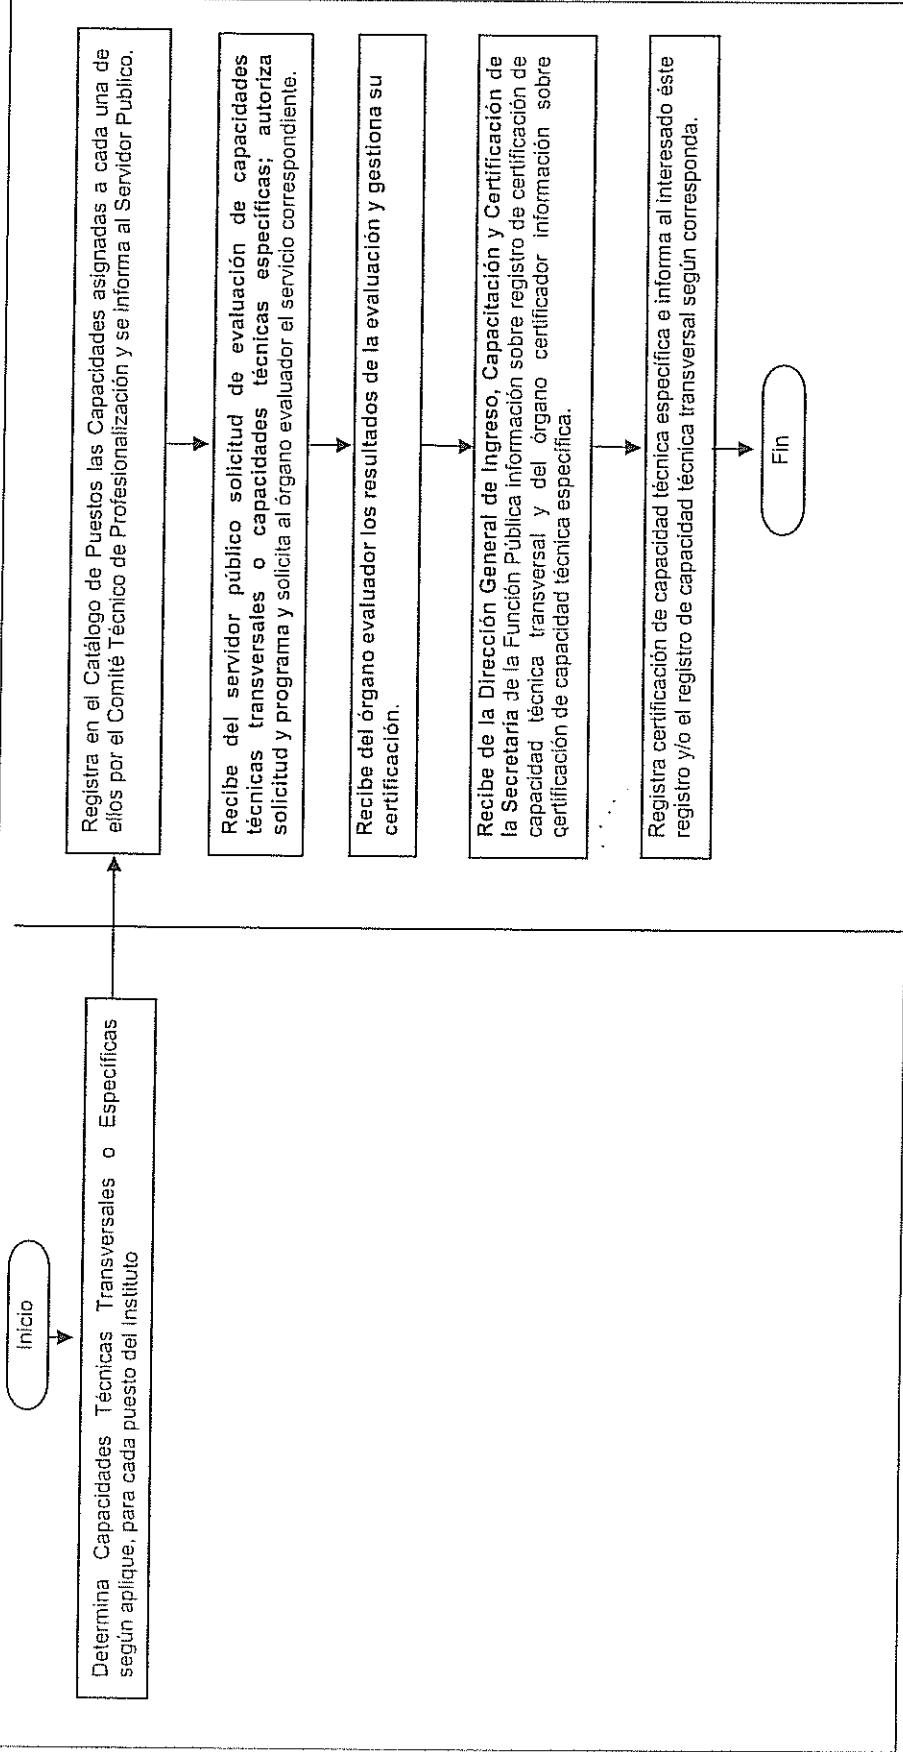 Inicio
Determina Capacidades Técnicas Transversales o Específicas
según aplique, para cada puesto del Instituto
Registra en el Catálogo de Puestos las Capacidades asignadas a cada una de
ellos por el Comité Técnico de Profesionalización y se informa al Servidor Publico.
Recibe del servidor público solicitud de evaluación de capacidades
técnicas transversales o capacidades técnicas específicas; autoriza
solicitud y programa y solicita al órgano evaluador el servicio correspondiente.
Recibe del órgano evaluador los resultados de la evaluación y gestiona su
certificación.
Recibe de la Dirección General de Ingreso, Capacitación y Certificación de
la Secretaría de la Función Pública información sobre registro de certificación de
capacidad técnica transversal y del órgano certificador información sobre
certificación de capacidad técnica específica.
Registra certificación de capacidad técnica específica e informa al interesado éste
registro y/o el registro de capacidad técnica transversal según corresponda.
Fin